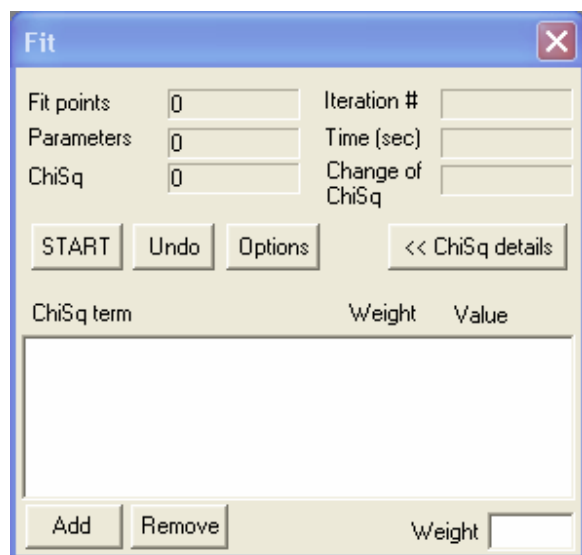 Fit
Fit points 0 Iteration #
Parameters 0 Time (sec)
ChiSq 0 Change of
ChiSq
START Undo Options << ChiSq details
ChiSq term Weight Value
Add Remove Weight